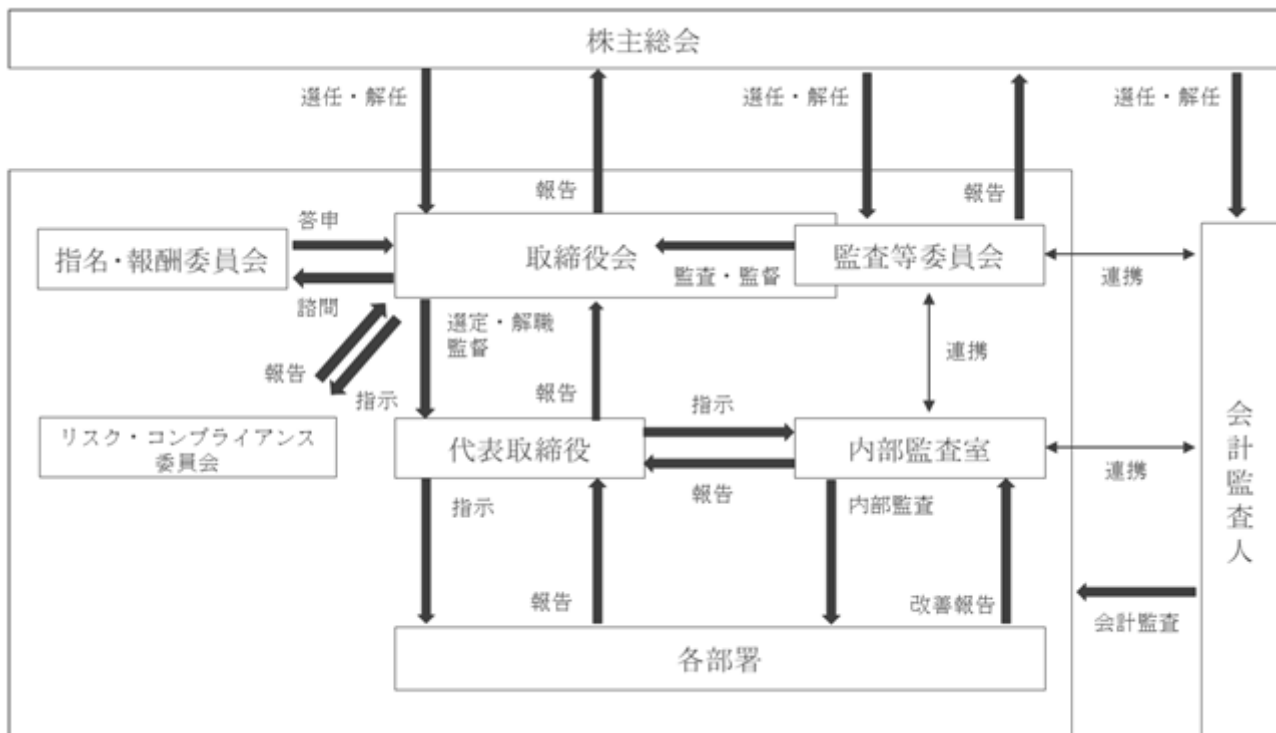 株主総会
選任・解任
選任・解任
選任・解任
報告
報告
答申
指名・報酬委員会
取締役会
監査等委員会
監査・監督
連携
諮問
選定・解職
監督
連携
報告
指示
報告
指示
リスク・コンプライアンス
委員会
代表取締役
内部監査室
連携
報告
指示
内部監査
会計監査人
報告
改善報告
会計監査
各部署